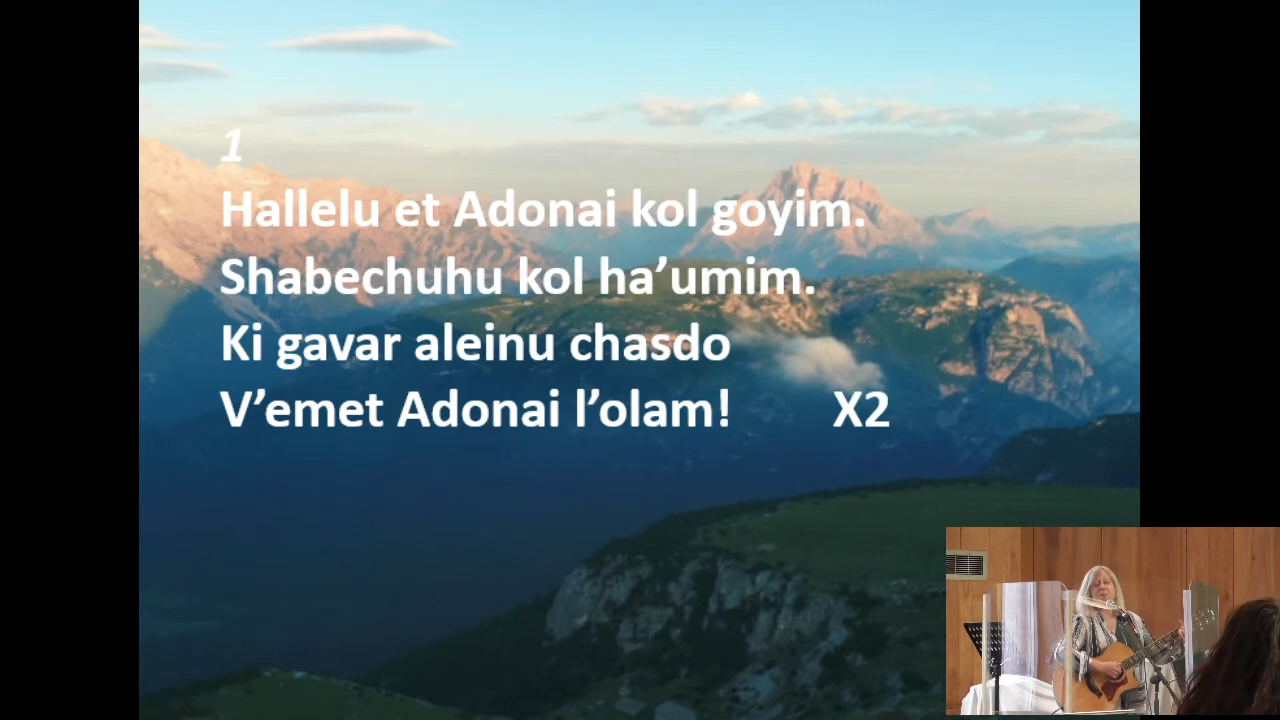 1
Hallelu et Adonai kol goyim.
Shabechuhu kol ha’umim.
Ki gavar aleinu chasdo
V’emet Adonai l’olam! X2